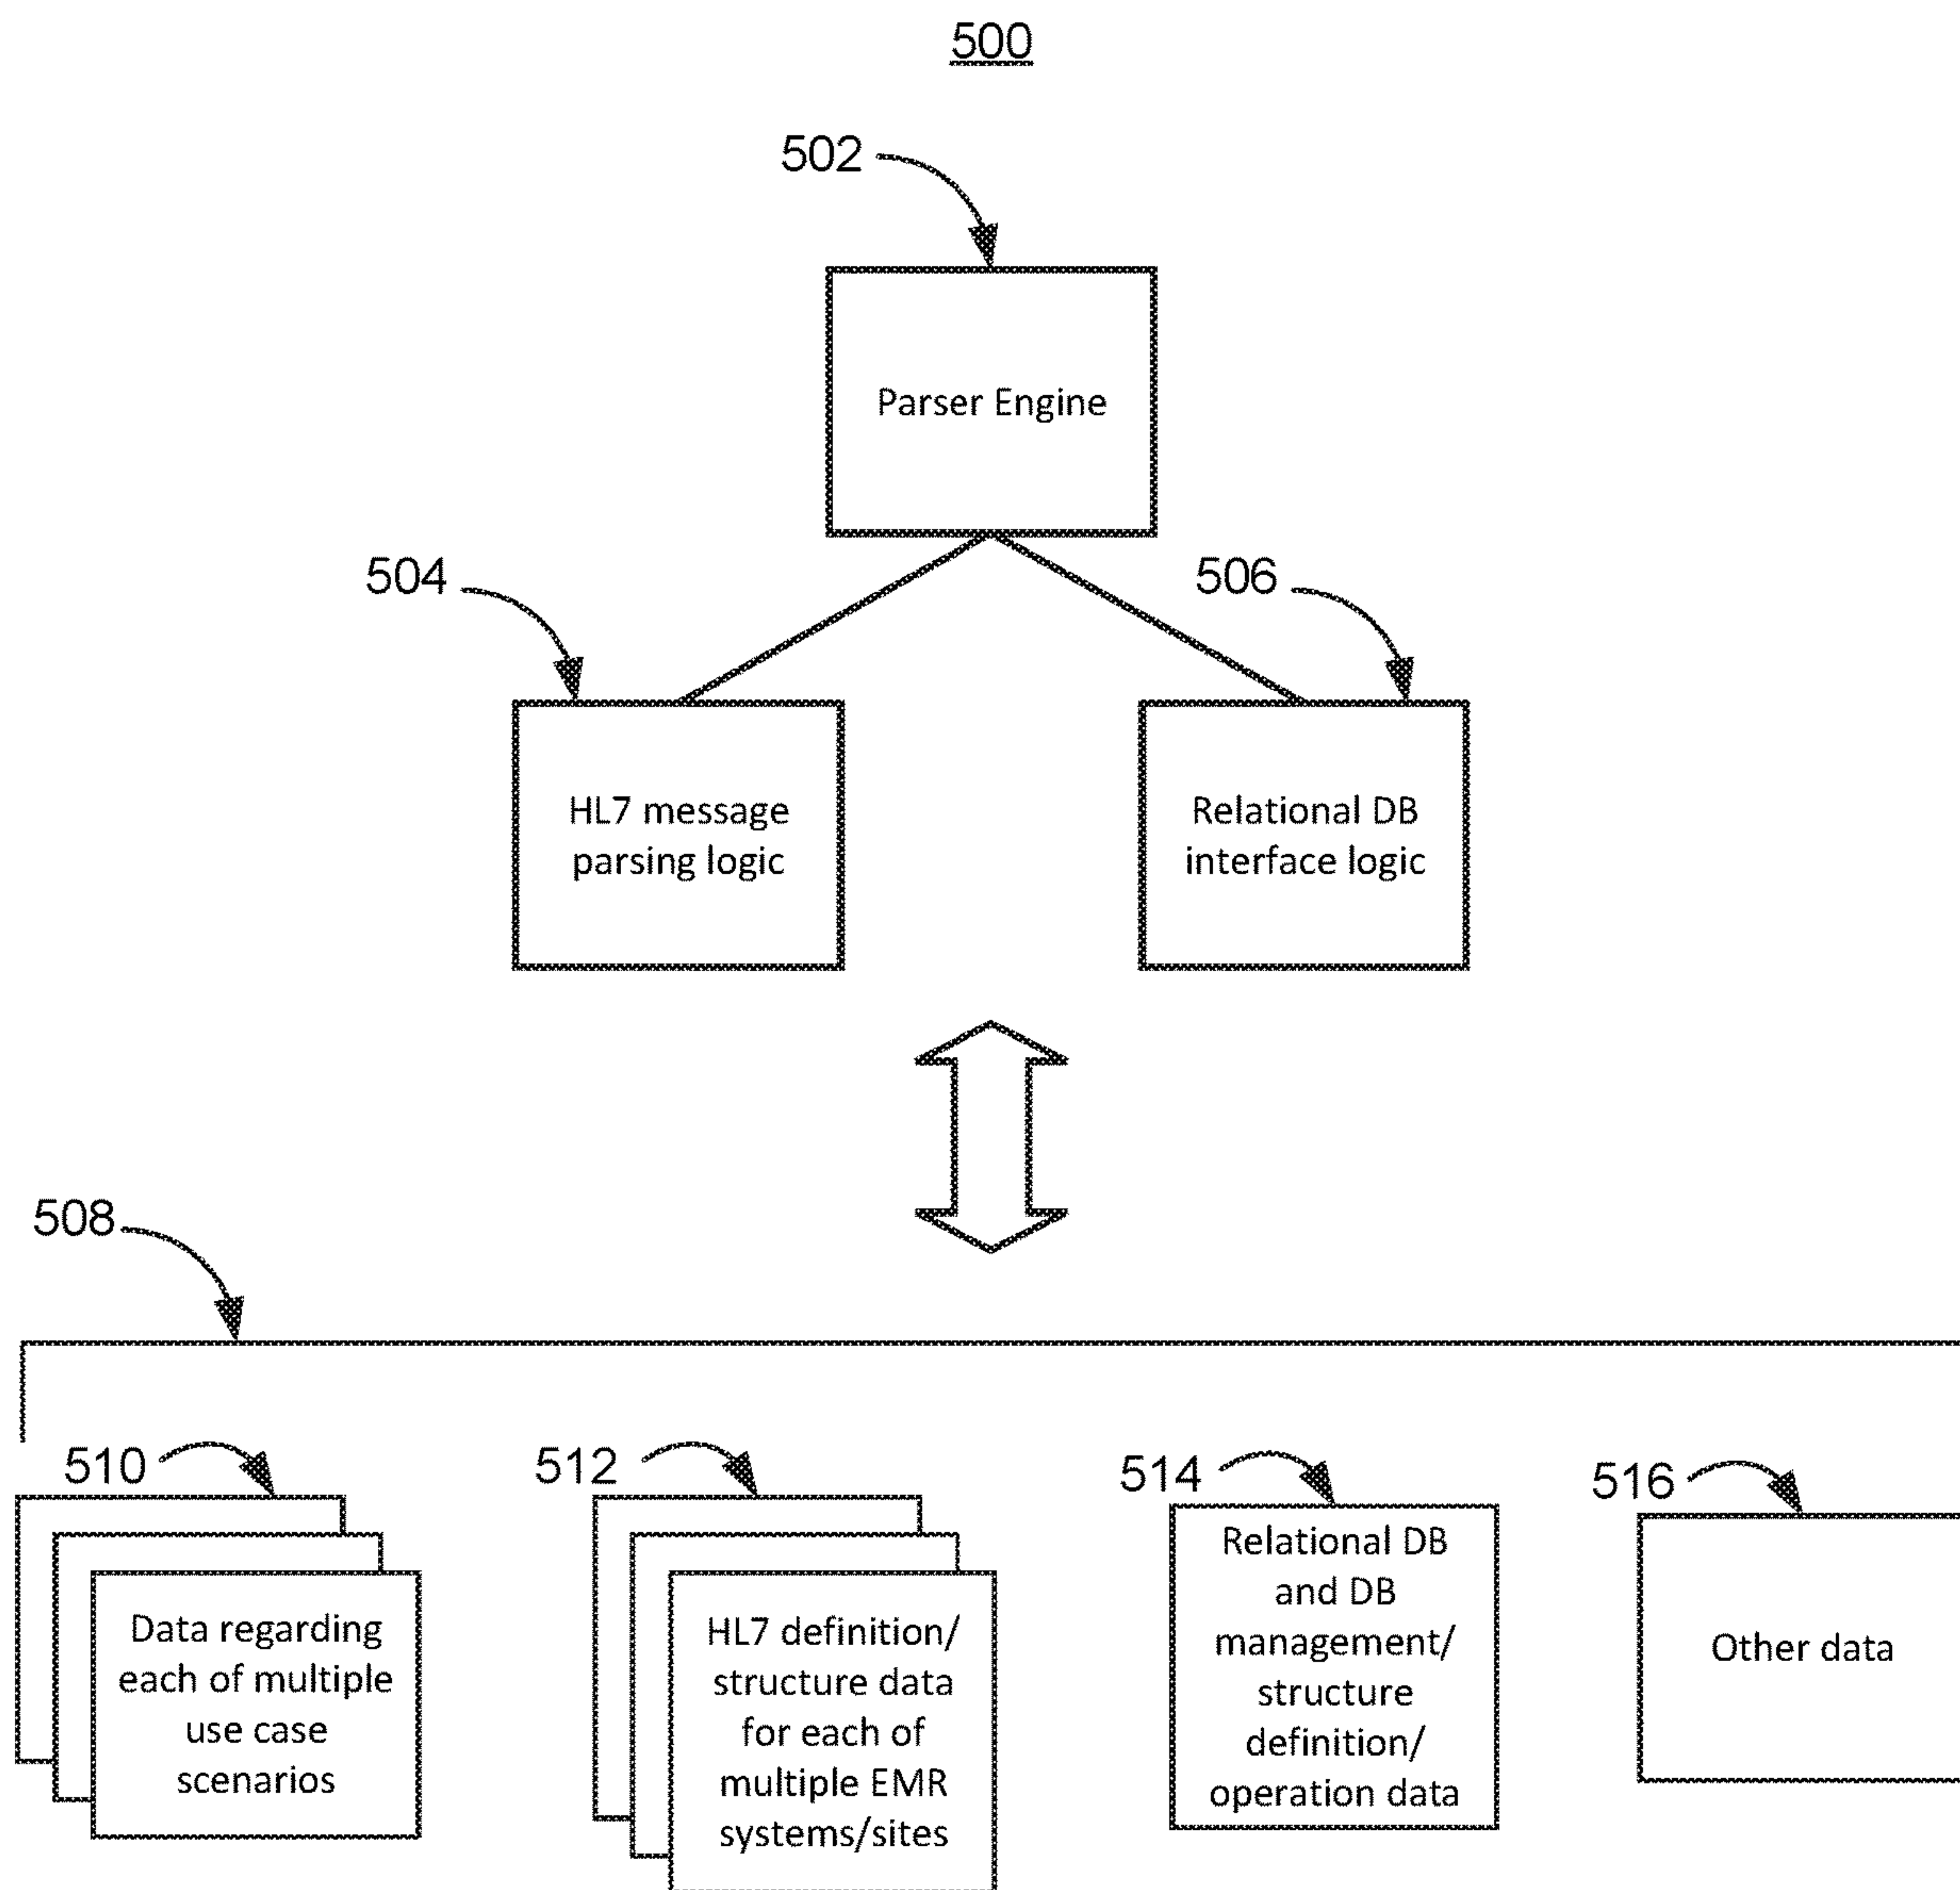 500
502
Parser Engine
504
506
HL7 message
parsing logic
Relational DB
interface logic
508
510
512
514
516
Data regarding
each of multiple
use case
scenarios
HL7 definition/
structure data
for each of
multiple EMR
systems/sites
Relational DB
and DB
management/
structure
definition/
operation data
Other data